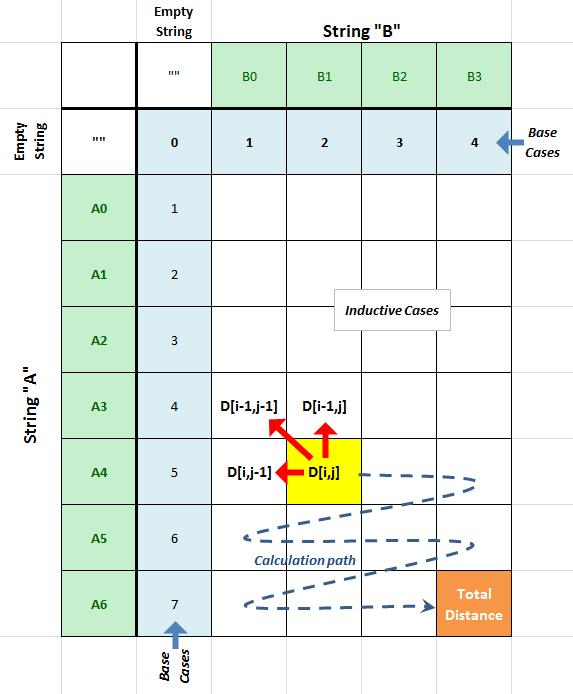 Empty
String
String "B"
"" B0 B1 B2 B3
Empty
String
"" 0 1 2 3 4
Base
Cases
String "A"
A0 1
A1 2
Inductive Cases
A2 3
A3 4 D[i-1,j-1] D[i-1,j]
A4 5 D[i,j-1] D[i,j]
A5 6
Calculation path
A6 7
Total
Distance
Base
Cases